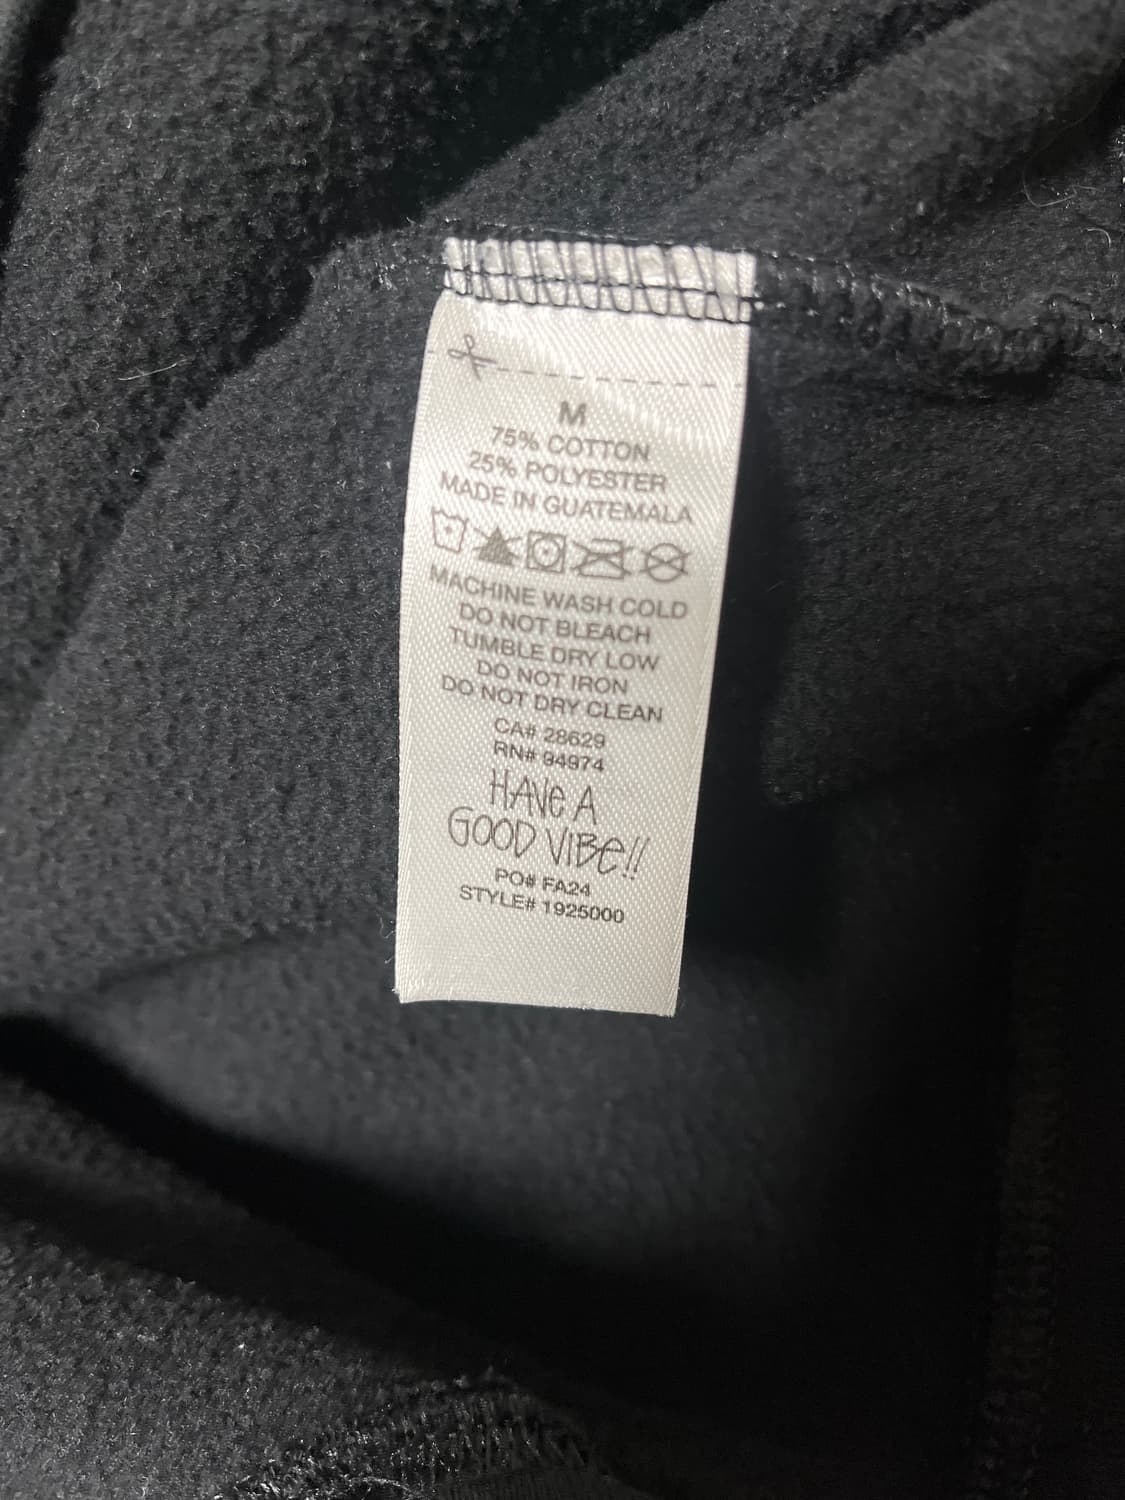 M
75% COTTON
25% POLYESTER
MADE IN GUATEMALA
MACHINE WASH COLD
DO NOT BLEACH
TUMBLE DRY LOW
DO NOT IRON
DO NOT DRY CLEAN
CA# 28629
RN# 94974
HAVe A
GOOD VIBe!!
PO# FA24
STYLE# 1925000